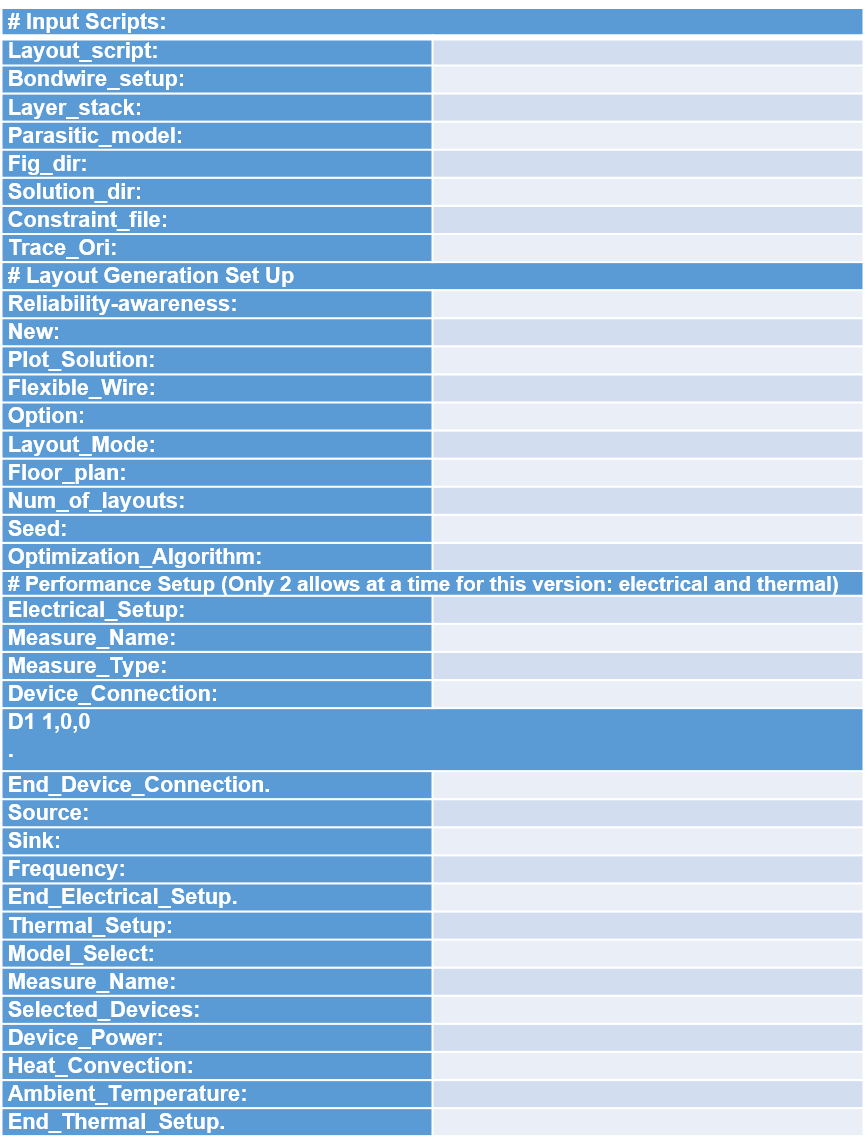 # Input Scripts:
Layout_script:
Bondwire_setup:
Layer_stack:
Parasitic_model:
Fig_dir:
Solution_dir:
Constraint_file:
Trace_Ori:
# Layout Generation Set Up
Reliability-awareness:
New:
Plot_Solution:
Flexible_Wire:
Option:
Layout_Mode:
Floor_plan:
Num_of_layouts:
Seed:
Optimization_Algorithm:
# Performance Setup (Only 2 allows at a time for this version: electrical and thermal)
Electrical_Setup:
Measure_Name:
Measure_Type:
Device_Connection:
D1 1,0,0
.
End_Device_Connection.
Source:
Sink:
Frequency:
End_Electrical_Setup.
Thermal_Setup:
Model_Select:
Measure_Name:
Selected_Devices:
Device_Power:
Heat_Convection:
Ambient_Temperature:
End_Thermal_Setup.